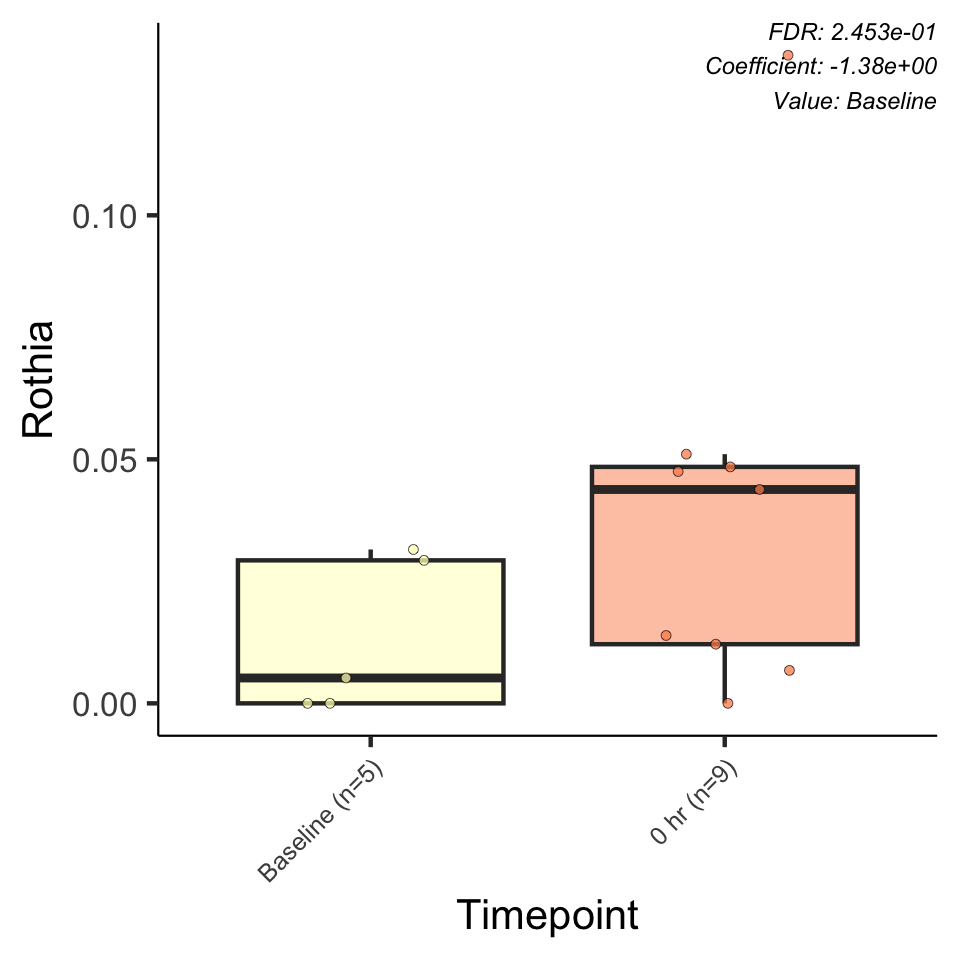 FDR: 2.453e-01
Coefficient: -1.38e+00
Value: Baseline
0.10
0.05
0.00
Rothia
Baseline (n=5)
0 hr (n=9)
Timepoint